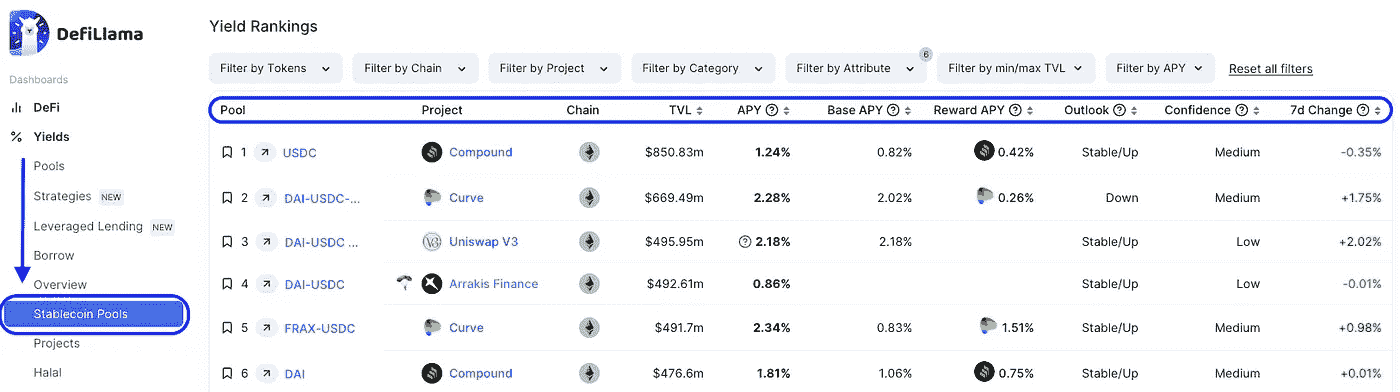 DefiLlama
Dashboards
DeFi
Yields
Pools
Strategies NEW
Leveraged Lending NEW
Borrow
Overview
Stablecoin Pools
Projects
Halal
Yield Rankings
Filter by Tokens Filter by Chain Filter by Project Filter by Category Filter by Attribute 6 Filter by min/max TVL Filter by APY Reset all filters
Pool Project Chain TVL APY Base APY Reward APY Outlook Confidence 7d Change
1 USDC Compound $850.83m 1.24% 0.82% 0.42% Stable/Up Medium -0.35%
2 DAI-USDC-... Curve $669.49m 2.28% 2.02% 0.26% Down Medium +1.75%
3 DAI-USDC ... Uniswap V3 $495.95m 2.18% 2.18% Stable/Up Low +2.02%
4 DAI-USDC Arrakis Finance $492.61m 0.86% Stable/Up Low -0.01%
5 FRAX-USDC Curve $491.7m 2.34% 0.83% 1.51% Stable/Up Medium +0.98%
6 DAI Compound $476.6m 1.81% 1.06% 0.75% Stable/Up Medium +0.01%